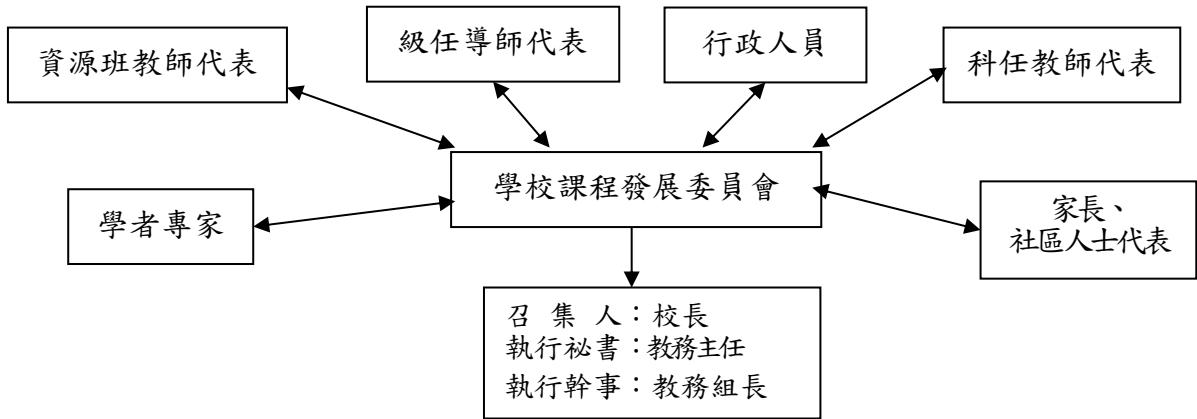 資源班教師代表
級任導師代表
行政人員
科任教師代表
學校課程發展委員會
學者專家
家長、
社區人士代表
召 集 人：校長
執行祕書：教務主任
執行幹事：教務組長